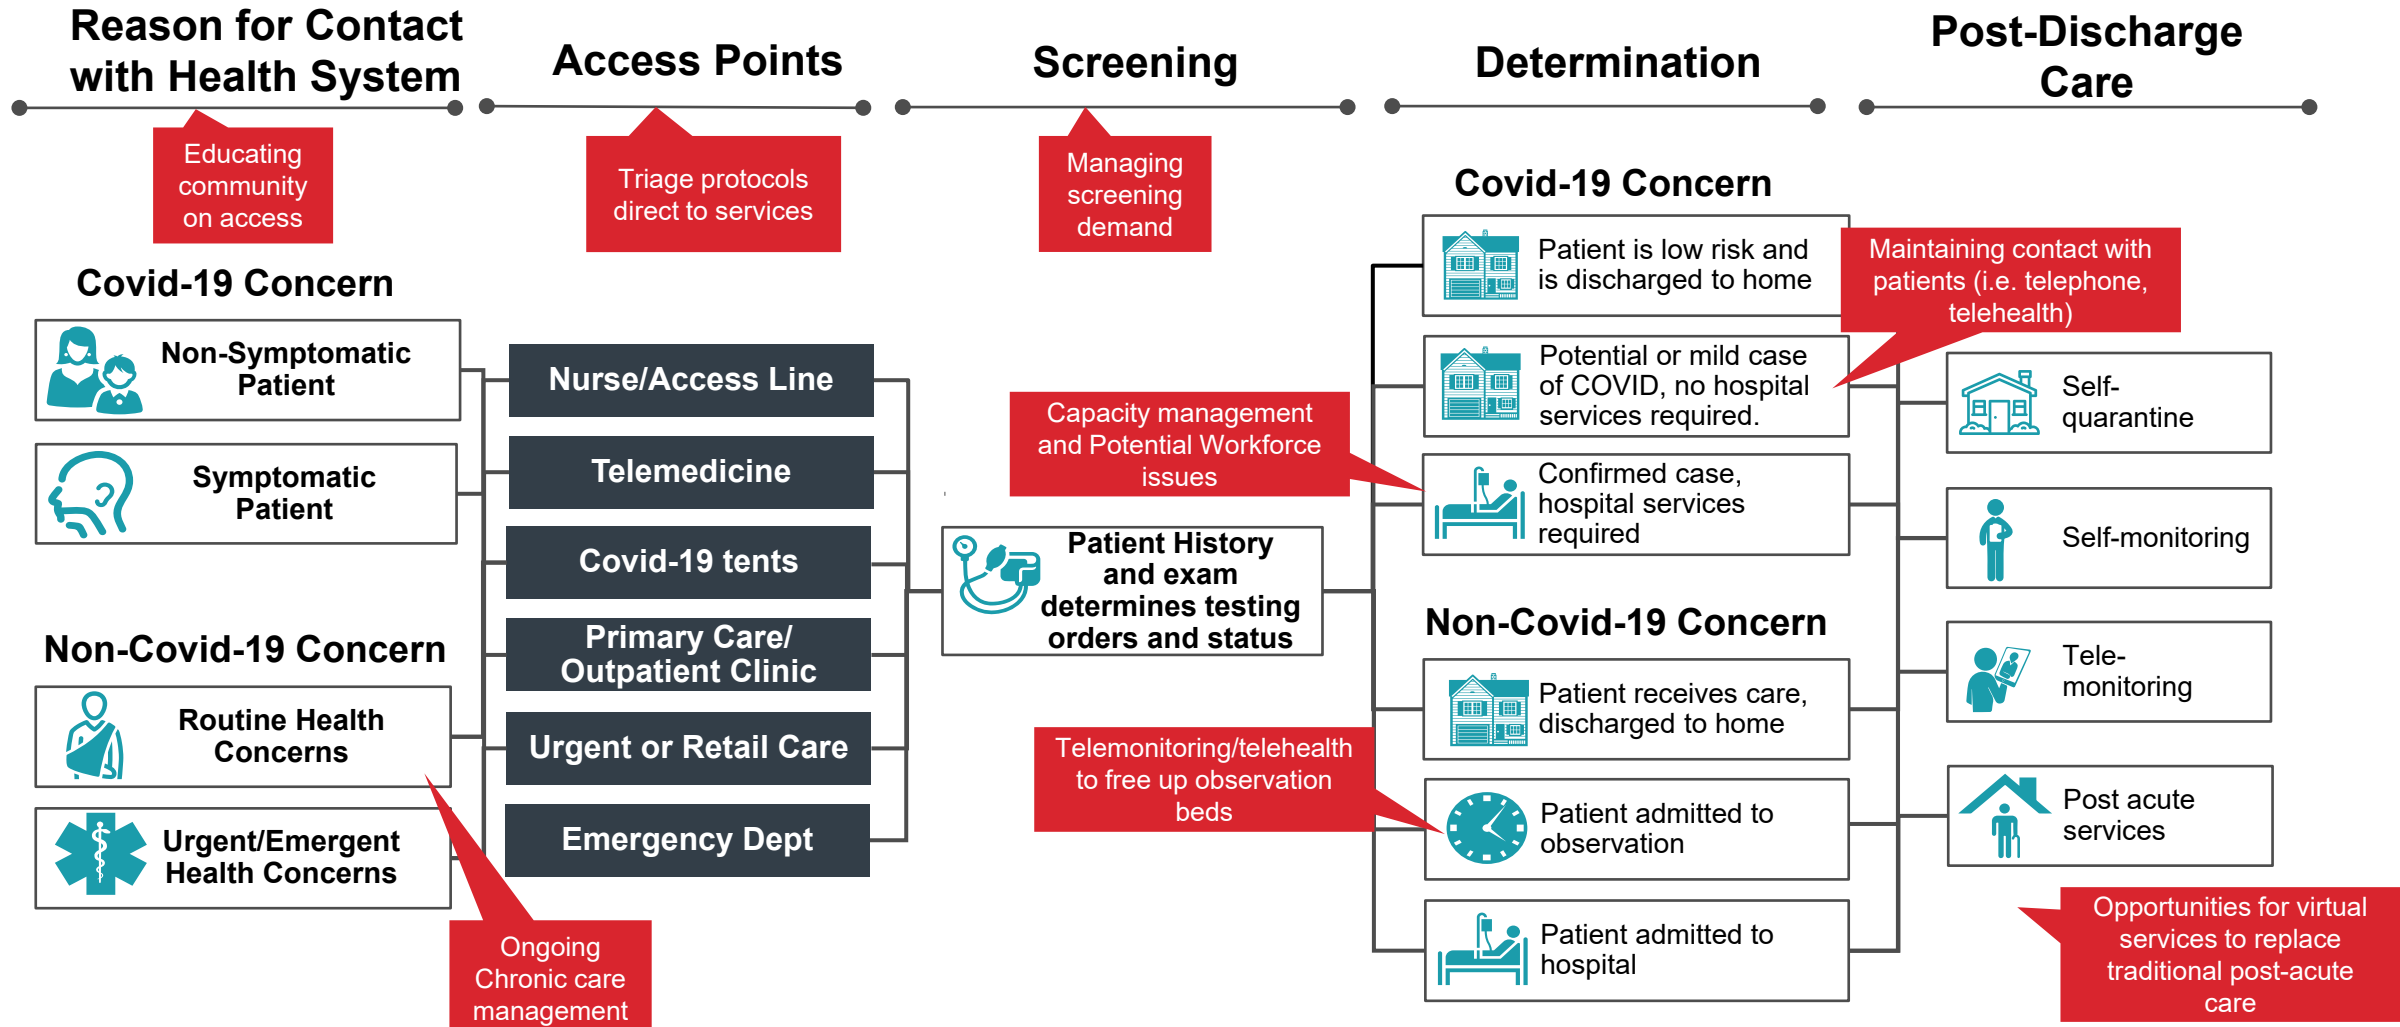 Reason for Contact
with Health System
Access Points
Screening
Determination
Post-Discharge
Care
Educating
community
on access
Triage protocols
direct to services
Managing
screening
demand
Covid-19 Concern
Non-Symptomatic
Patient
Symptomatic
Patient
Non-Covid-19 Concern
Routine Health
Concerns
Urgent/Emergent
Health Concerns
Ongoing
Chronic care
management
Nurse/Access Line
Telemedicine
Covid-19 tents
Primary Care/
Outpatient Clinic
Urgent or Retail Care
Emergency Dept
Patient History
and exam
determines testing
orders and status
Covid-19 Concern
Patient is low risk and
is discharged to home
Potential or mild case
of COVID, no hospital
services required.
Confirmed case,
hospital services
required
Maintaining contact with
patients (i.e. telephone,
telehealth)
Capacity management
and Potential Workforce
issues
Non-Covid-19 Concern
Patient receives care,
discharged to home
Patient admitted to
observation
Patient admitted to
hospital
Telemonitoring/telehealth
to free up observation
beds
Self-
quarantine
Self-monitoring
Tele-
monitoring
Post acute
services
Opportunities for virtual
services to replace
traditional post-acute
care